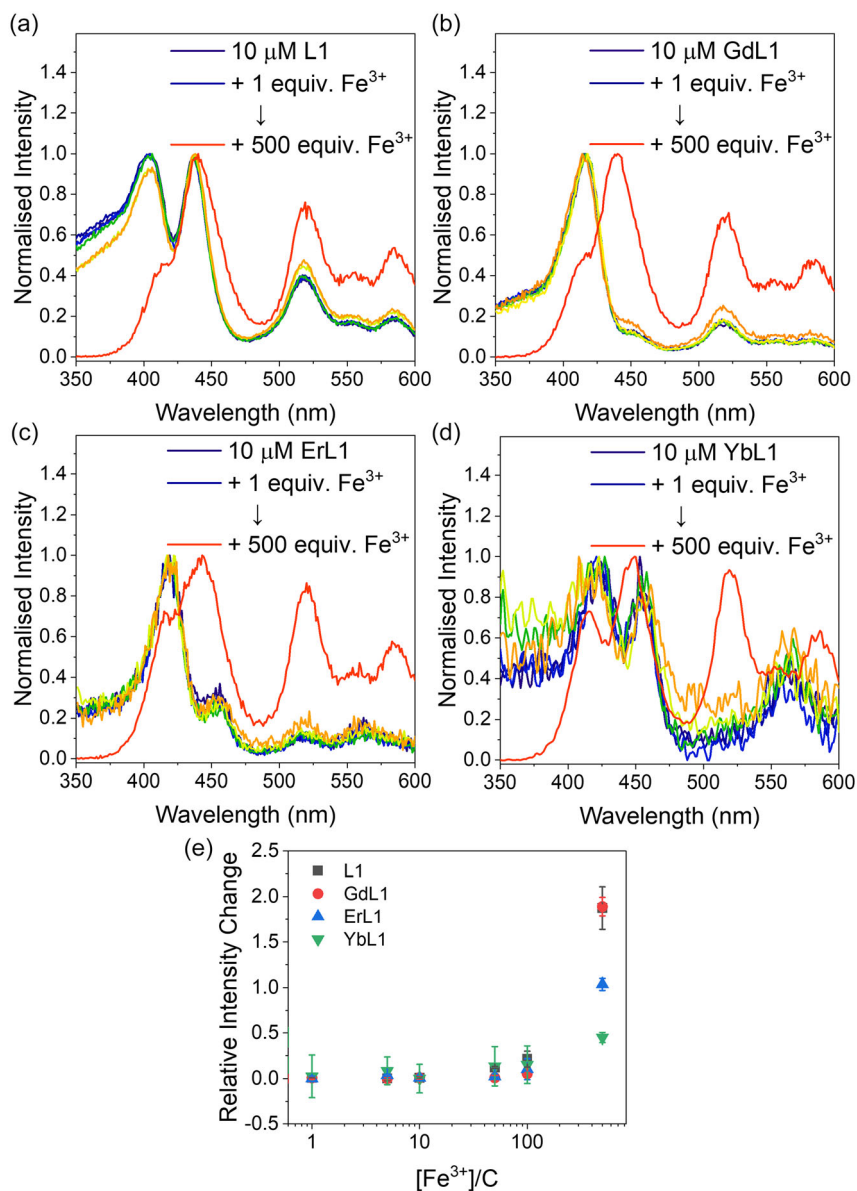 (a)
10 μM L1
+ 1 equiv. Fe³⁺
↓
+ 500 equiv. Fe³⁺
Normalised Intensity
1.4
1.2
1.0
0.8
0.6
0.4
0.2
0.0
350 400 450 500 550 600
Wavelength (nm)
(b)
10 μM GdL1
+ 1 equiv. Fe³⁺
↓
+ 500 equiv. Fe³⁺
Normalised Intensity
1.4
1.2
1.0
0.8
0.6
0.4
0.2
0.0
350 400 450 500 550 600
Wavelength (nm)
(c)
10 μM ErL1
+ 1 equiv. Fe³⁺
↓
+ 500 equiv. Fe³⁺
Normalised Intensity
1.4
1.2
1.0
0.8
0.6
0.4
0.2
0.0
350 400 450 500 550 600
Wavelength (nm)
(d)
10 μM YbL1
+ 1 equiv. Fe³⁺
↓
+ 500 equiv. Fe³⁺
Normalised Intensity
1.4
1.2
1.0
0.8
0.6
0.4
0.2
0.0
350 400 450 500 550 600
Wavelength (nm)
(e)
L1
GdL1
ErL1
YbL1
Relative Intensity Change
2.5
2.0
1.5
1.0
0.5
0.0
-0.5
1 10 100
[Fe³⁺]/C